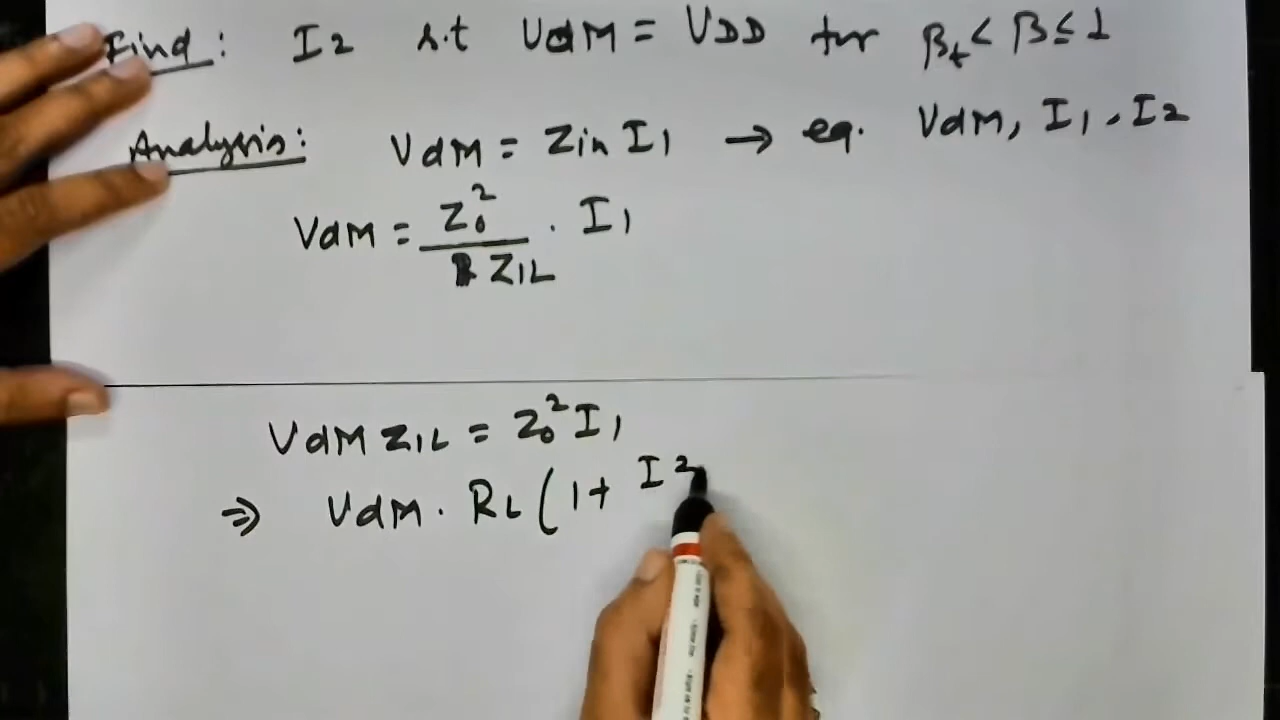 Find: I2 s.t VdM = VDD for βt < β ≤ 1
Analysis: VdM = Zin I1 → eq. VdM, I1, I2
VdM = Z0² / Z1L . I1
VdM Z1L = Z0² I1
⇒ VdM . RL (1+ I2